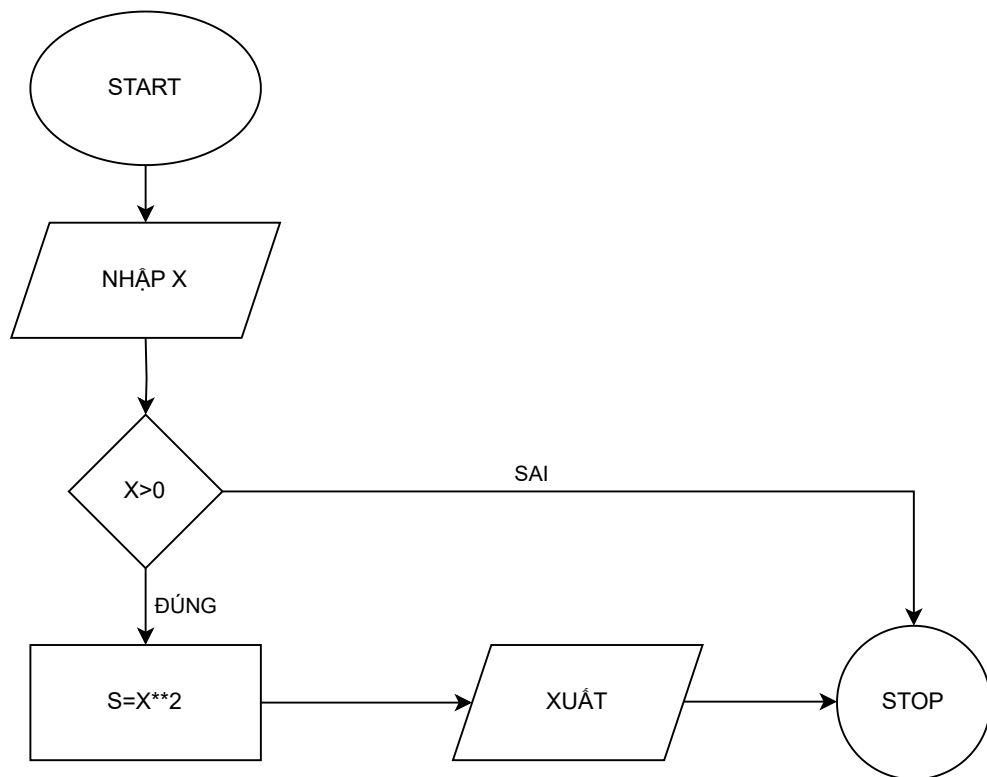 START
NHẬP X
X>0
SAI
ĐÚNG
S=X**2
XUẤT
STOP